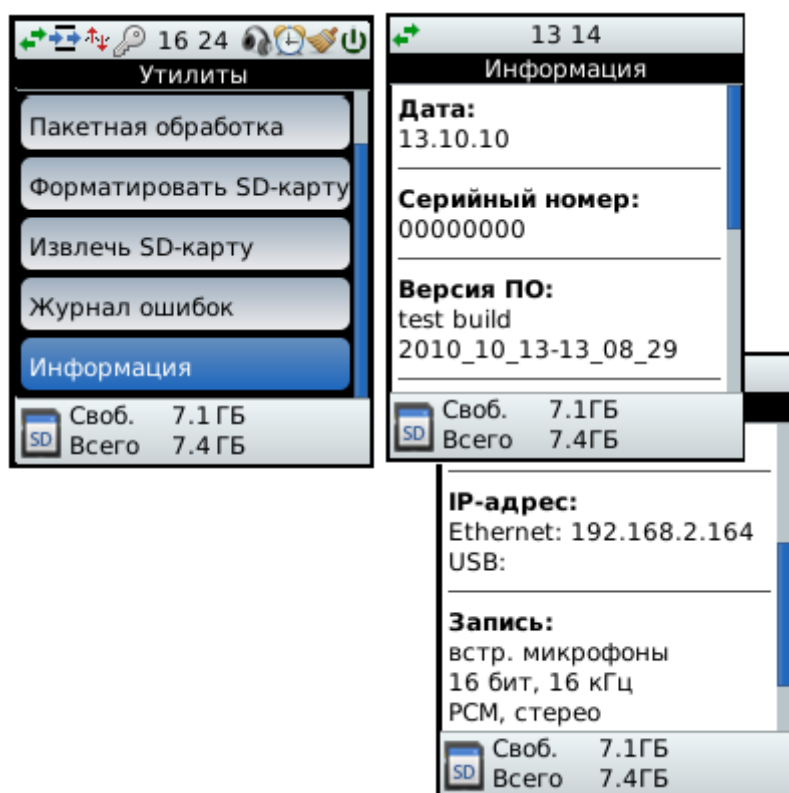 16 24
Утилиты
Пакетная обработка
Форматировать SD-карту
Извлечь SD-карту
Журнал ошибок
Информация
SD
Своб. 7.1 ГБ
Всего 7.4 ГБ
13 14
Информация
Дата:
13.10.10
Серийный номер:
00000000
Версия ПО:
test build
2010_10_13-13_08_29
SD
Своб. 7.1ГБ
Всего 7.4ГБ
IP-адрес:
Ethernet: 192.168.2.164
USB:
Запись:
встр. микрофоны
16 бит, 16 кГц
PCM, стерео
SD
Своб. 7.1ГБ
Всего 7.4ГБ